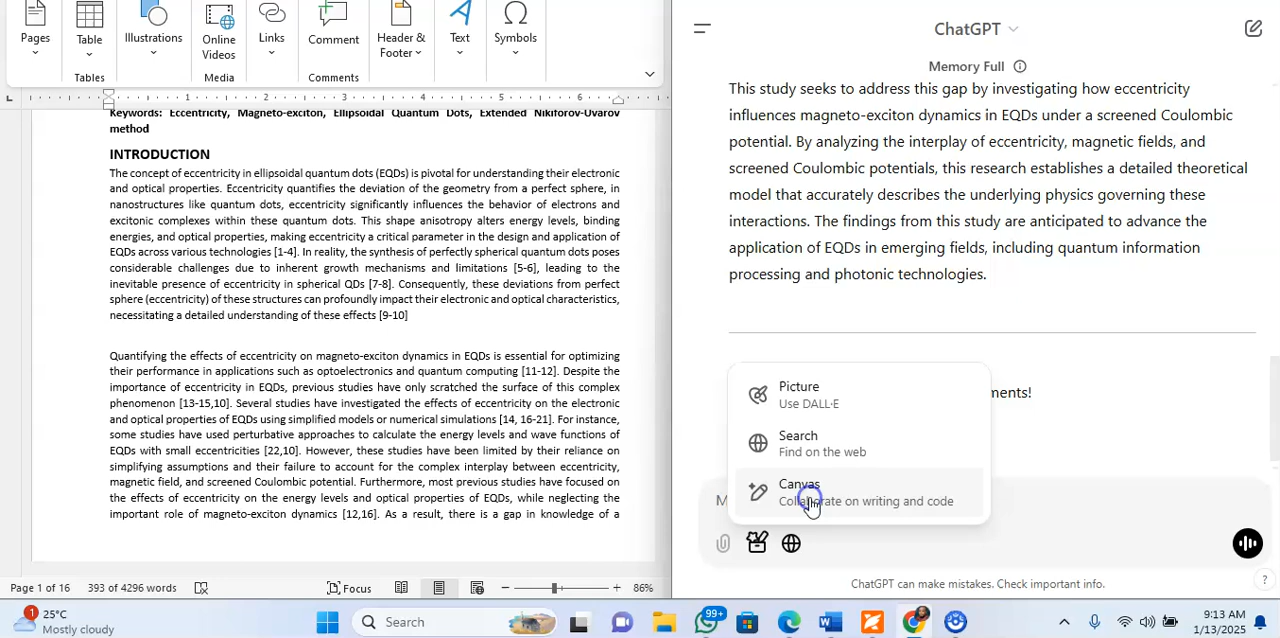 Pages
Table
Illustrations
Online
Videos
Links
Comment
Header &
Footer
Text
Symbols
Tables
Media
Comments
1 2 3 4 5 6
Keywords: Eccentricity, Magneto-exciton, Ellipsoidal Quantum Dots, Extended Nikiforov-Uvarov
method
INTRODUCTION
The concept of eccentricity in ellipsoidal quantum dots (EQDs) is pivotal for understanding their electronic
and optical properties. Eccentricity quantifies the deviation of the geometry from a perfect sphere, in
nanostructures like quantum dots, eccentricity significantly influences the behavior of electrons and
excitonic complexes within these quantum dots. This shape anisotropy alters energy levels, binding
energies, and optical properties, making eccentricity a critical parameter in the design and application of
EQDs across various technologies [1-4]. In reality, the synthesis of perfectly spherical quantum dots poses
considerable challenges due to inherent growth mechanisms and limitations [5-6], leading to the
inevitable presence of eccentricity in spherical QDs [7-8]. Consequently, these deviations from perfect
sphere (eccentricity) of these structures can profoundly impact their electronic and optical characteristics,
necessitating a detailed understanding of these effects [9-10]
Quantifying the effects of eccentricity on magneto-exciton dynamics in EQDs is essential for optimizing
their performance in applications such as optoelectronics and quantum computing [11-12]. Despite the
importance of eccentricity in EQDs, previous studies have only scratched the surface of this complex
phenomenon [13-15,10]. Several studies have investigated the effects of eccentricity on the electronic
and optical properties of EQDs using simplified models or numerical simulations [14, 16-21]. For instance,
some studies have used perturbative approaches to calculate the energy levels and wave functions of
EQDs with small eccentricities [22,10]. However, these studies have been limited by their reliance on
simplifying assumptions and their failure to account for the complex interplay between eccentricity,
magnetic field, and screened Coulombic potential. Furthermore, most previous studies have focused on
the effects of eccentricity on the energy levels and optical properties of EQDs, while neglecting the
important role of magneto-exciton dynamics [12,16]. As a result, there is a gap in knowledge of a
Page 1 of 16
393 of 4296 words
Focus
86%
ChatGPT
Memory Full
This study seeks to address this gap by investigating how eccentricity
influences magneto-exciton dynamics in EQDs under a screened Coulombic
potential. By analyzing the interplay of eccentricity, magnetic fields, and
screened Coulombic potentials, this research establishes a detailed theoretical
model that accurately describes the underlying physics governing these
interactions. The findings from this study are anticipated to advance the
application of EQDs in emerging fields, including quantum information
processing and photonic technologies.
Picture
Use DALL·E
Search
Find on the web
Canvas
Collaborate on writing and code
ments!
M
ChatGPT can make mistakes. Check important info.
?
1
25°C
Mostly cloudy
Search
99+
9:13 AM
1/13/2025